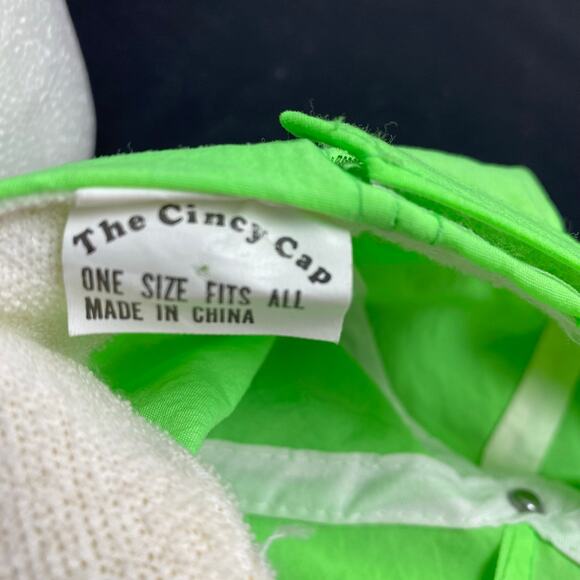 The Cincy Cap
ONE SIZE FITS ALL
MADE IN CHINA